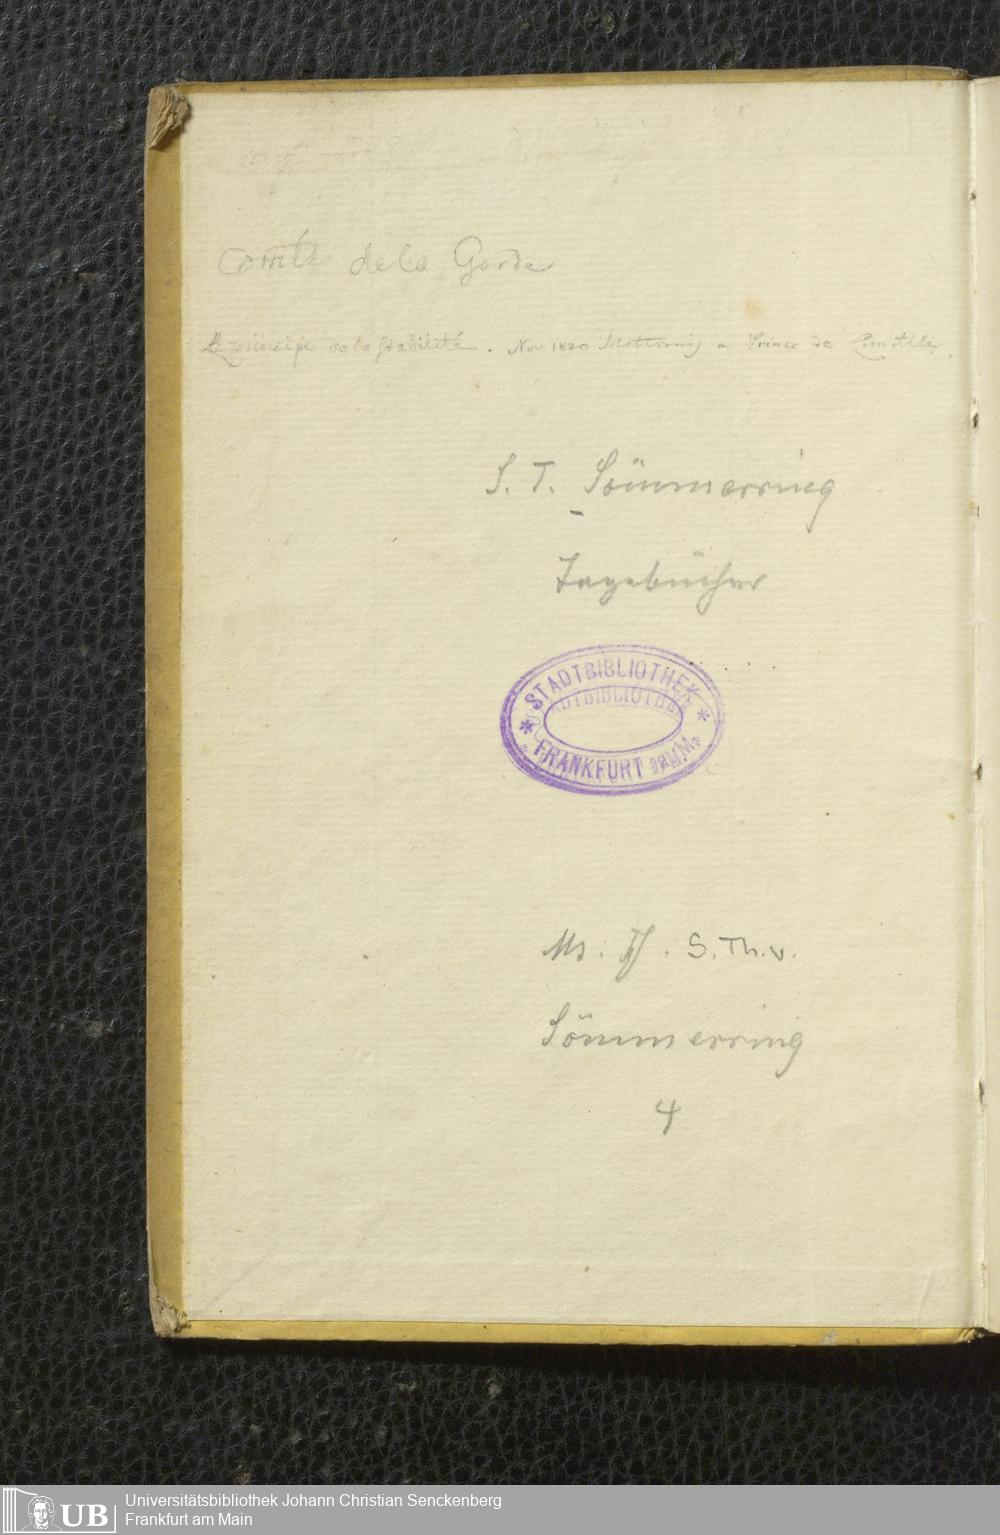 Comte de la Garde
Le principe de la stabilité. Nov 1820 Metternich a Prince de
S. T. Sömmerring
Tagebücher
STADTBIBLIOTHEK
FRANKFURT
Ms. Ff. S. Th. v.
Sömmerring
4
UB
Universitätsbibliothek Johann Christian Senckenberg
Frankfurt am Main